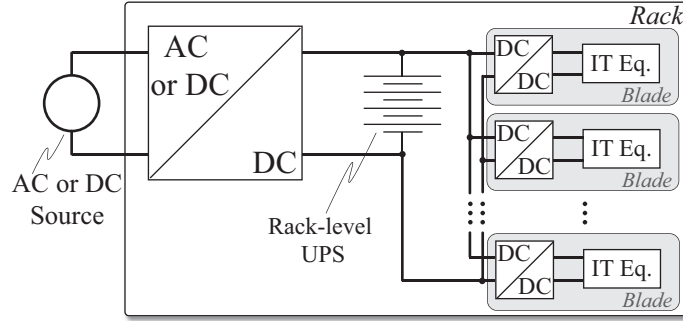 Rack
AC
or DC
DC
AC or DC
Source
Rack-level
UPS
DC
DC
IT Eq.
Blade
DC
DC
IT Eq.
Blade
DC
DC
IT Eq.
Blade